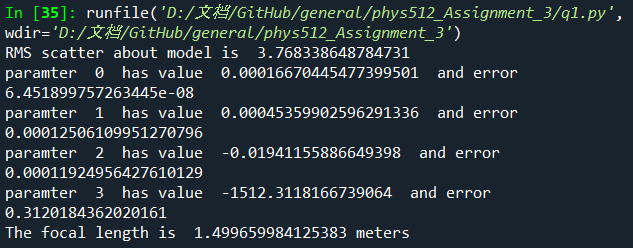 In [35]: runfile('D:/文档/GitHub/general/phys512_Assignment_3/q1.py',
wdir='D:/文档/GitHub/general/phys512_Assignment_3')
RMS scatter about model is  3.768338648784731
paramter  0  has value  0.00016670445477399501  and error
6.451899757263445e-08
paramter  1  has value  0.00045359902596291336  and error
0.00012506109951270796
paramter  2  has value  -0.01941155886649398  and error
0.00011924956427610129
paramter  3  has value  -1512.3118166739064  and error
0.3120184362020161
The focal length is  1.499659984125383 meters